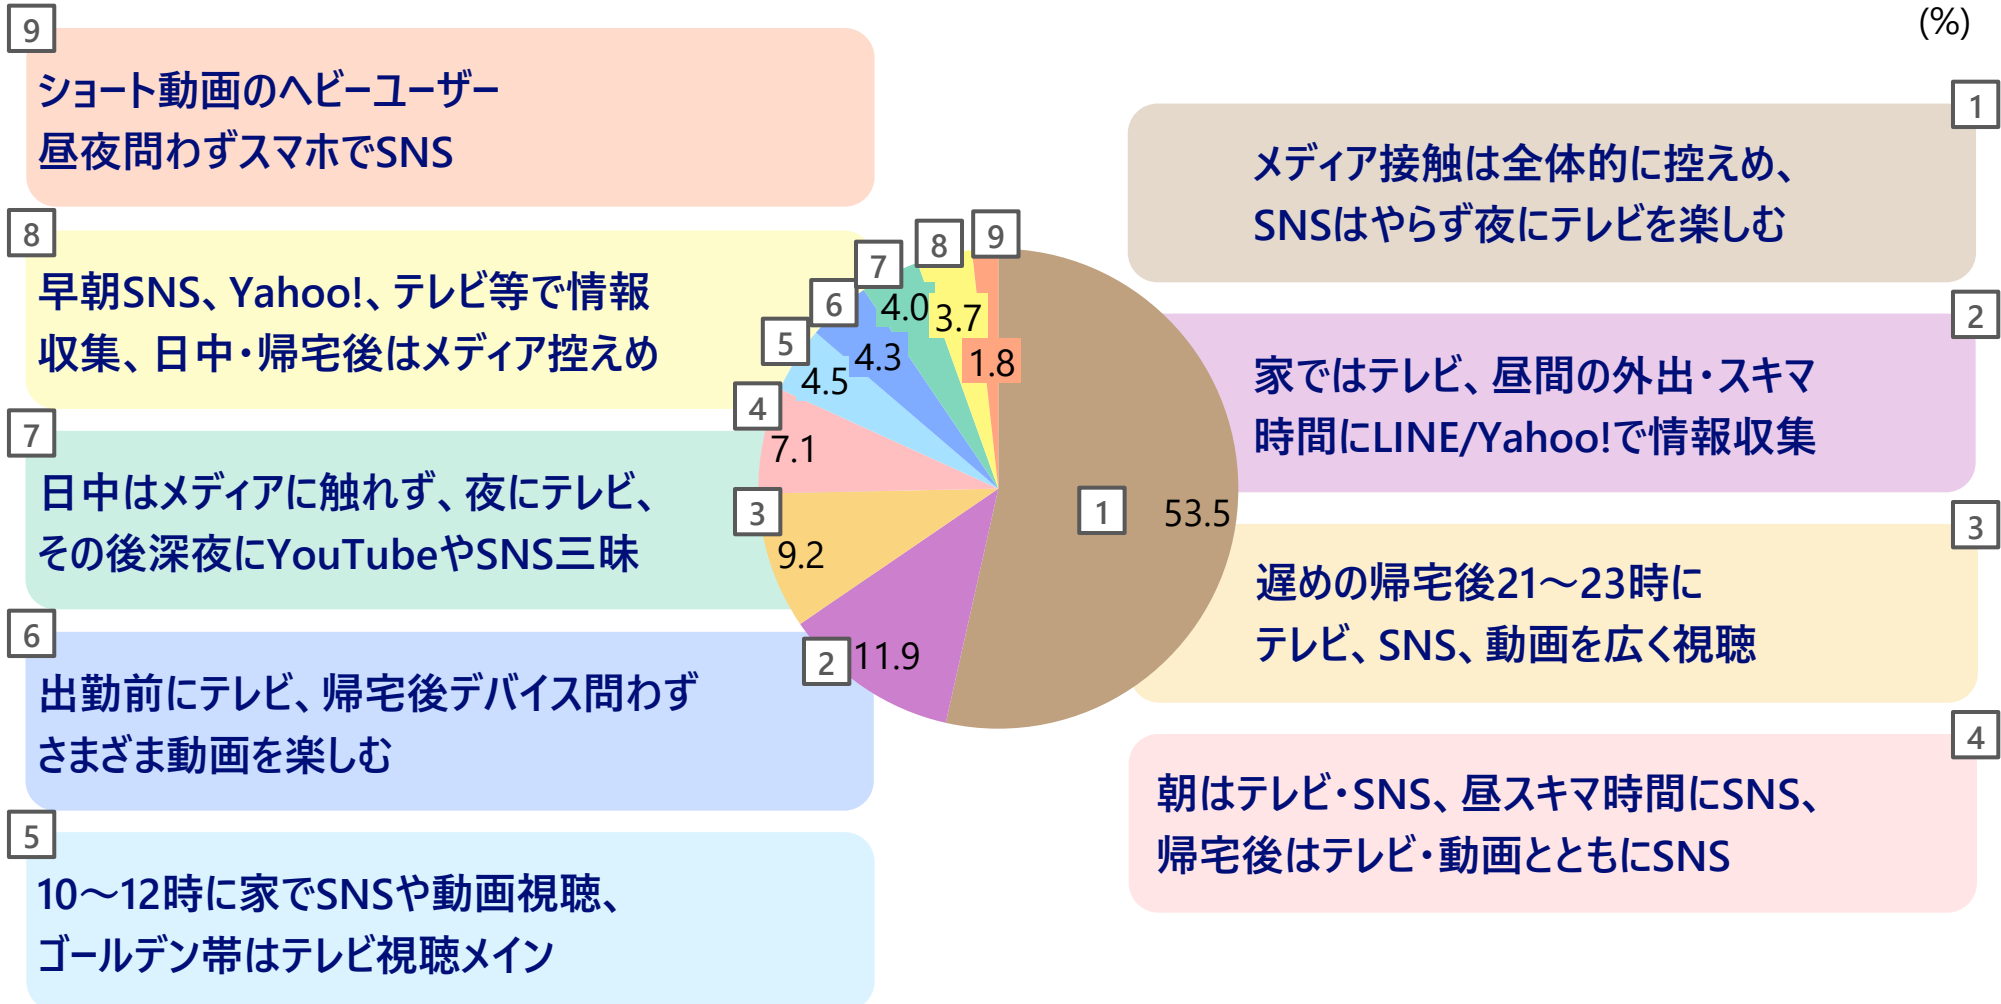 (%)
9
ショート動画のヘビーユーザー
昼夜問わずスマホでSNS
8
早朝SNS、Yahoo!、テレビ等で情報
収集、日中・帰宅後はメディア控えめ
7
日中はメディアに触れず、夜にテレビ、
その後深夜にYouTubeやSNS三昧
6
出勤前にテレビ、帰宅後デバイス問わず
さまざま動画を楽しむ
5
10～12時に家でSNSや動画視聴、
ゴールデン帯はテレビ視聴メイン
1
メディア接触は全体的に控えめ、
SNSはやらず夜にテレビを楽しむ
2
家ではテレビ、昼間の外出・スキマ
時間にLINE/Yahoo!で情報収集
3
遅めの帰宅後21～23時に
テレビ、SNS、動画を広く視聴
4
朝はテレビ・SNS、昼スキマ時間にSNS、
帰宅後はテレビ・動画とともにSNS
1
53.5
2
11.9
3
9.2
4
7.1
5
4.5
6
4.3
7
4.0
8
3.7
9
1.8